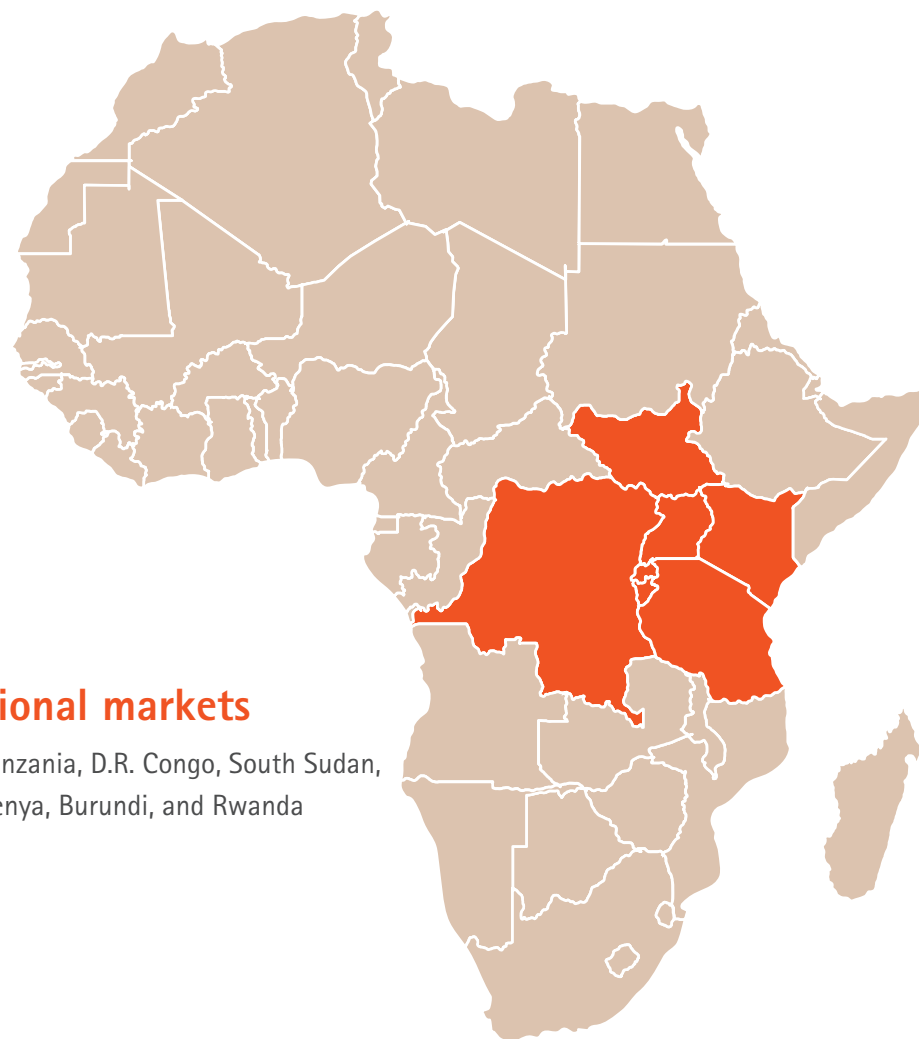 ional markets
nzania, D.R. Congo, South Sudan,
enya, Burundi, and Rwanda